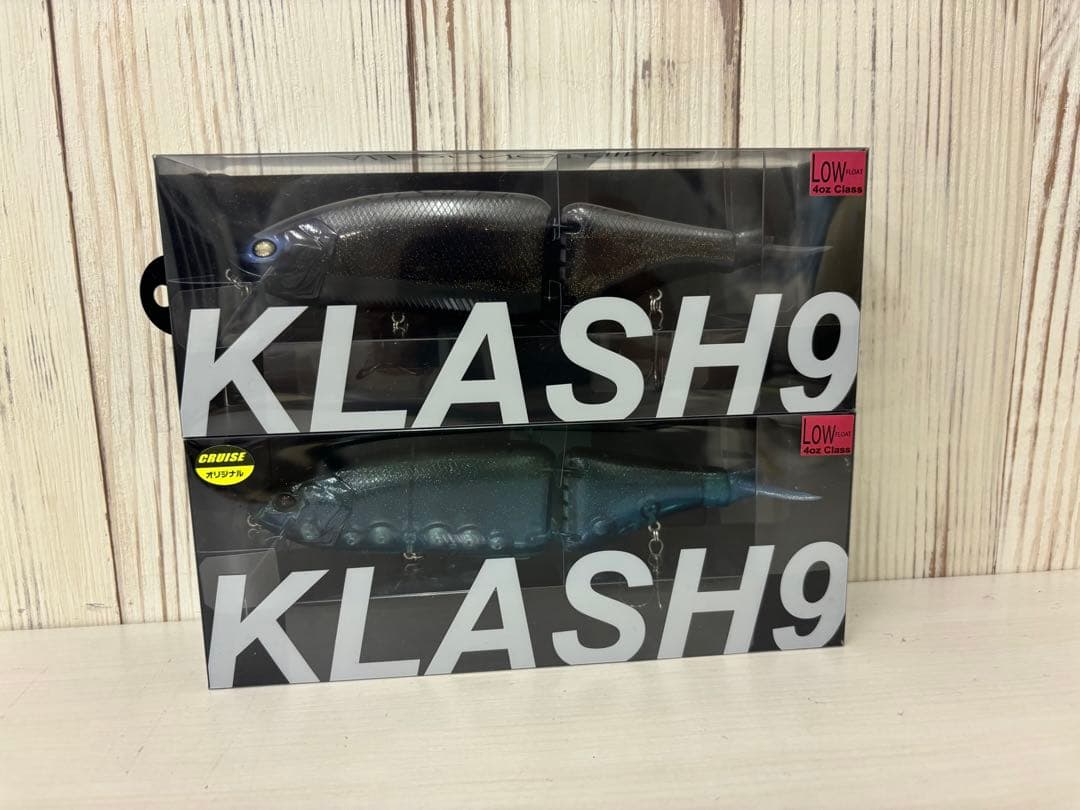 LOW FLOAT
4oz Class
KLASH9
CRUISE
オリジナル
LOW FLOAT
4oz Class
KLASH9